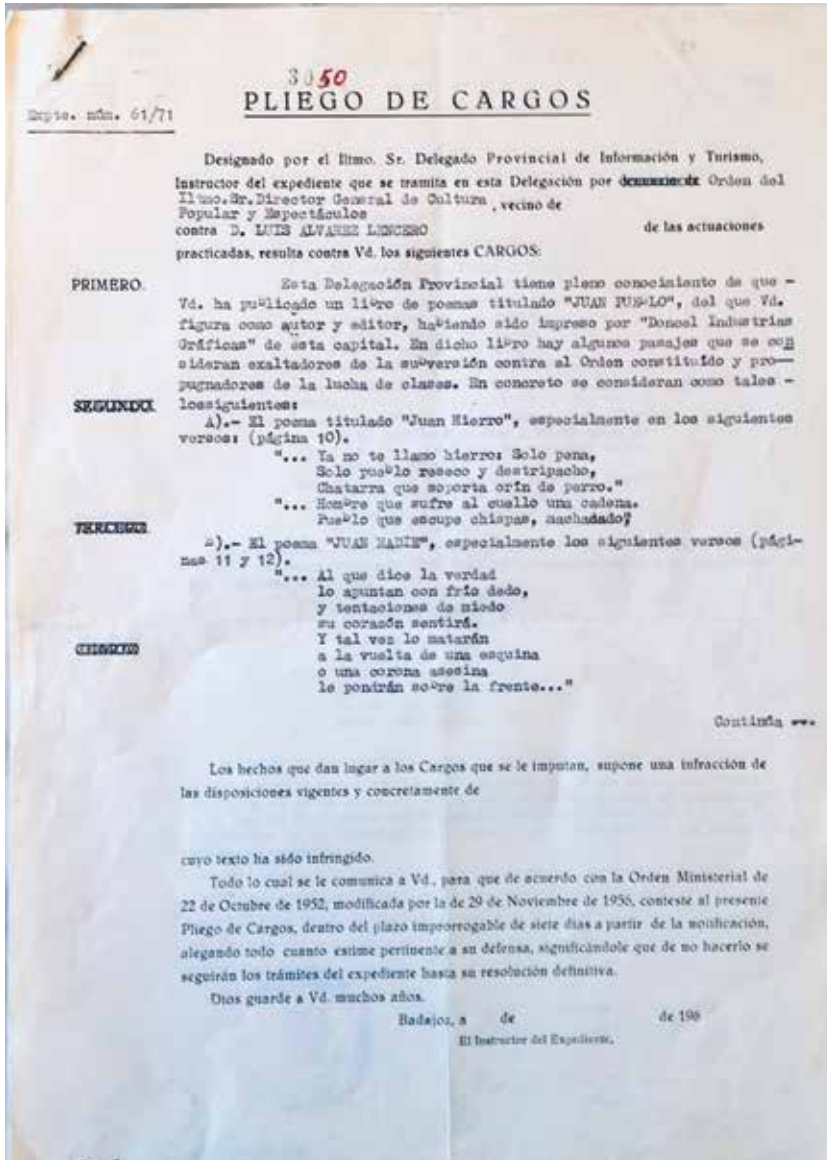 3050
PLIEGO DE CARGOS
Expte. núm. 61/71
Designado por el Iltmo. Sr. Delegado Provincial de Información y Turismo,
Instructor del expediente que se tramita en esta Delegación por Orden del
Iltmo.Sr.Director General de Cultura , vecino de
Popular y Espectáculos
contra D. LUIS ALVAREZ LENCERO de las actuaciones
practicadas, resulta contra Vd. los siguientes CARGOS:
PRIMERO. Esta Delegación Provincial tiene pleno conocimiento de que -
Vd. ha publicado un libro de poemas titulado "JUAN PUEBLO", del que Vd.
figura como autor y editor, habiendo sido impreso por "Doncel Industrias
Gráficas" de esta capital. En dicho libro hay algunos pasajes que se con
sideran exaltadores de la subversión contra el Orden constituído y pro—
pugnadores de la lucha de clases. En concreto se consideran como tales -
SEGUNDO. lossiguientes:
A).- El poema titulado "Juan Hierro", especialmente en los siguientes
versos: (página 10).
"... Ya no te llamo hierro: Solo pena,
Solo pueblo reseco y destripacho,
Chatarra que soporta orín de perro."
"... Hombre que sufre al cuello una cadena.
Pueblo que escupe chispas, machadado"
TERCERO.
B).- El poema "JUAN NADIE", especialmente los siguientes versos (pági-
nas 11 y 12).
"... Al que dice la verdad
lo apuntan con frío dedo,
y tentaciones de miedo
su corazón sentirá.
Y tal vez lo matarán
a la vuelta de una esquina
o una corona asesina
le pondrán sobre la frente..."
Continúa ...
Los hechos que dan lugar a los Cargos que se le imputan, supone una infracción de
las disposiciones vigentes y concretamente de
cuyo texto ha sido infringido.
Todo lo cual se le comunica a Vd., para que de acuerdo con la Orden Ministerial de
22 de Octubre de 1952, modificada por la de 29 de Noviembre de 1956, conteste al presente
Pliego de Cargos, dentro del plazo improrrogable de siete días a partir de la notificación,
alegando todo cuanto estime pertinente a su defensa, significándole que de no hacerlo se
seguirán los trámites del expediente hasta su resolución definitiva.
Dios guarde a Vd. muchos años.
Badajoz, a de de 196
El Instructor del Expediente,